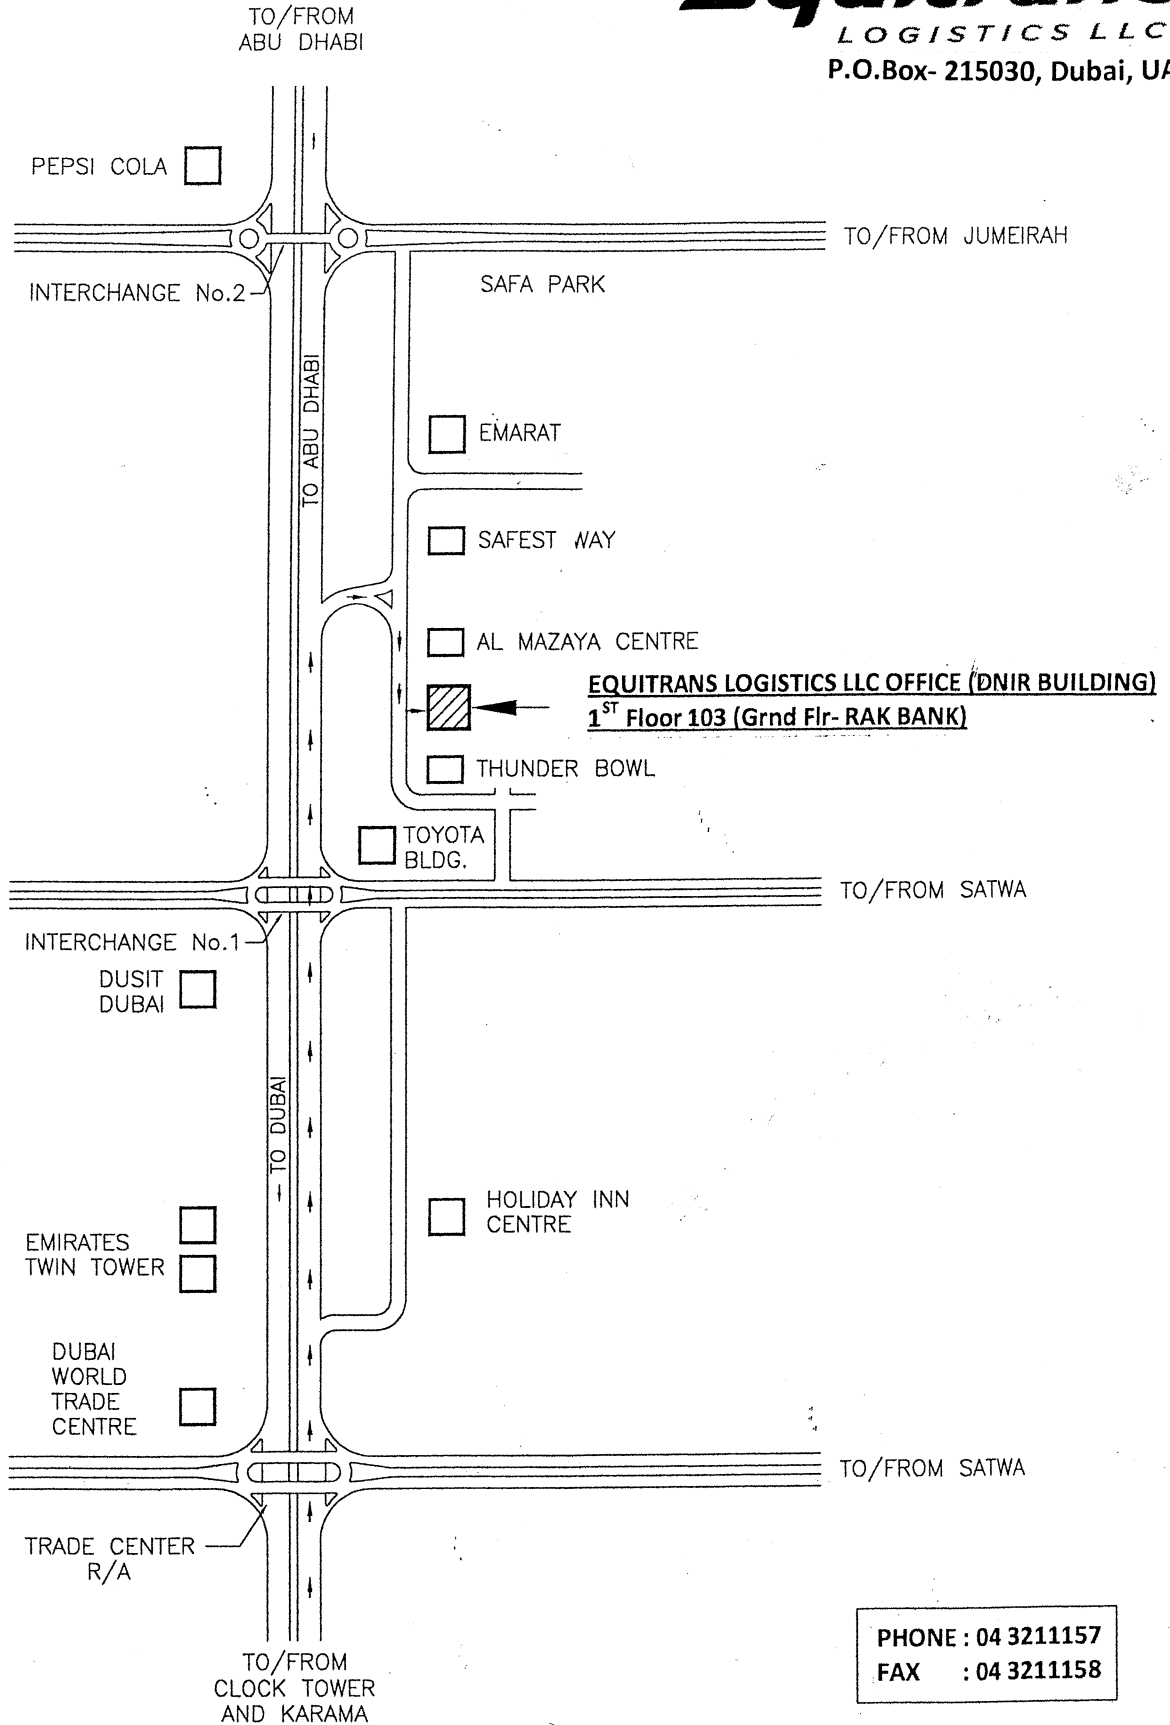 TO/FROM
ABU DHABI
LOGISTICS LLC
P.O.Box- 215030, Dubai,
PEPSI COLA
TO/FROM JUMEIRAH
INTERCHANGE No.2
SAFA PARK
TO ABU DHABI
EMARAT
SAFEST WAY
AL MAZAYA CENTRE
EQUITRANS LOGISTICS LLC OFFICE (DNIR BUILDING)
1ST Floor 103 (Grnd Flr- RAK BANK)
THUNDER BOWL
TOYOTA
BLDG.
TO/FROM SATWA
INTERCHANGE No.1
DUSIT
DUBAI
TO DUBAI
HOLIDAY INN
CENTRE
EMIRATES
TWIN TOWER
DUBAI
WORLD
TRADE
CENTRE
TO/FROM SATWA
TRADE CENTER
R/A
PHONE : 04 3211157
FAX : 04 3211158
TO/FROM
CLOCK TOWER
AND KARAMA